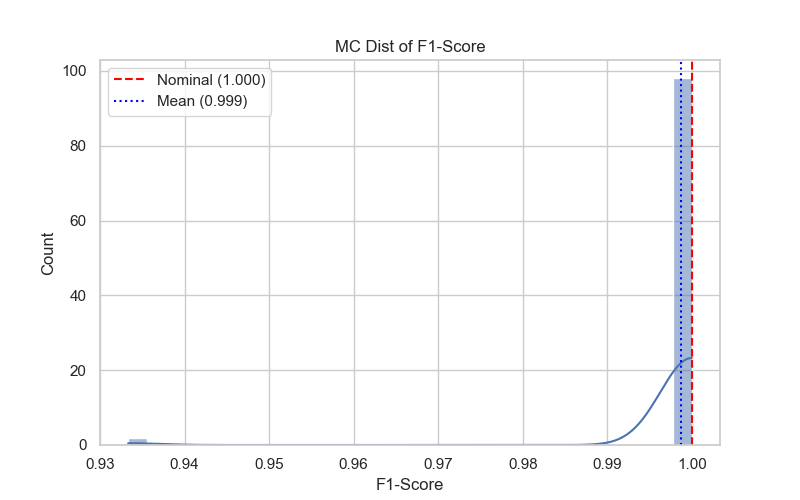 MC Dist of F1-Score
Nominal (1.000)
Mean (0.999)
100
80
60
40
20
0
Count
0.93 0.94 0.95 0.96 0.97 0.98 0.99 1.00
F1-Score